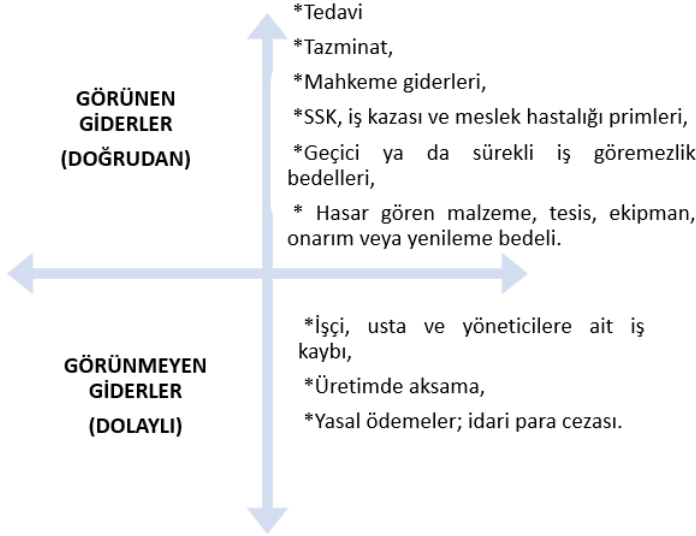 GÖRÜNEN
GİDERLER
(DOĞRUDAN)
*Tedavi
*Tazminat,
*Mahkeme giderleri,
*SSK, iş kazası ve meslek hastalığı primleri,
*Geçici ya da sürekli iş göremezlik
bedelleri,
* Hasar gören malzeme, tesis, ekipman,
onarım veya yenileme bedeli.
GÖRÜNMEYEN
GİDERLER
(DOLAYLI)
*İşçi, usta ve yöneticilere ait iş
kaybı,
*Üretimde aksama,
*Yasal ödemeler; idari para cezası.